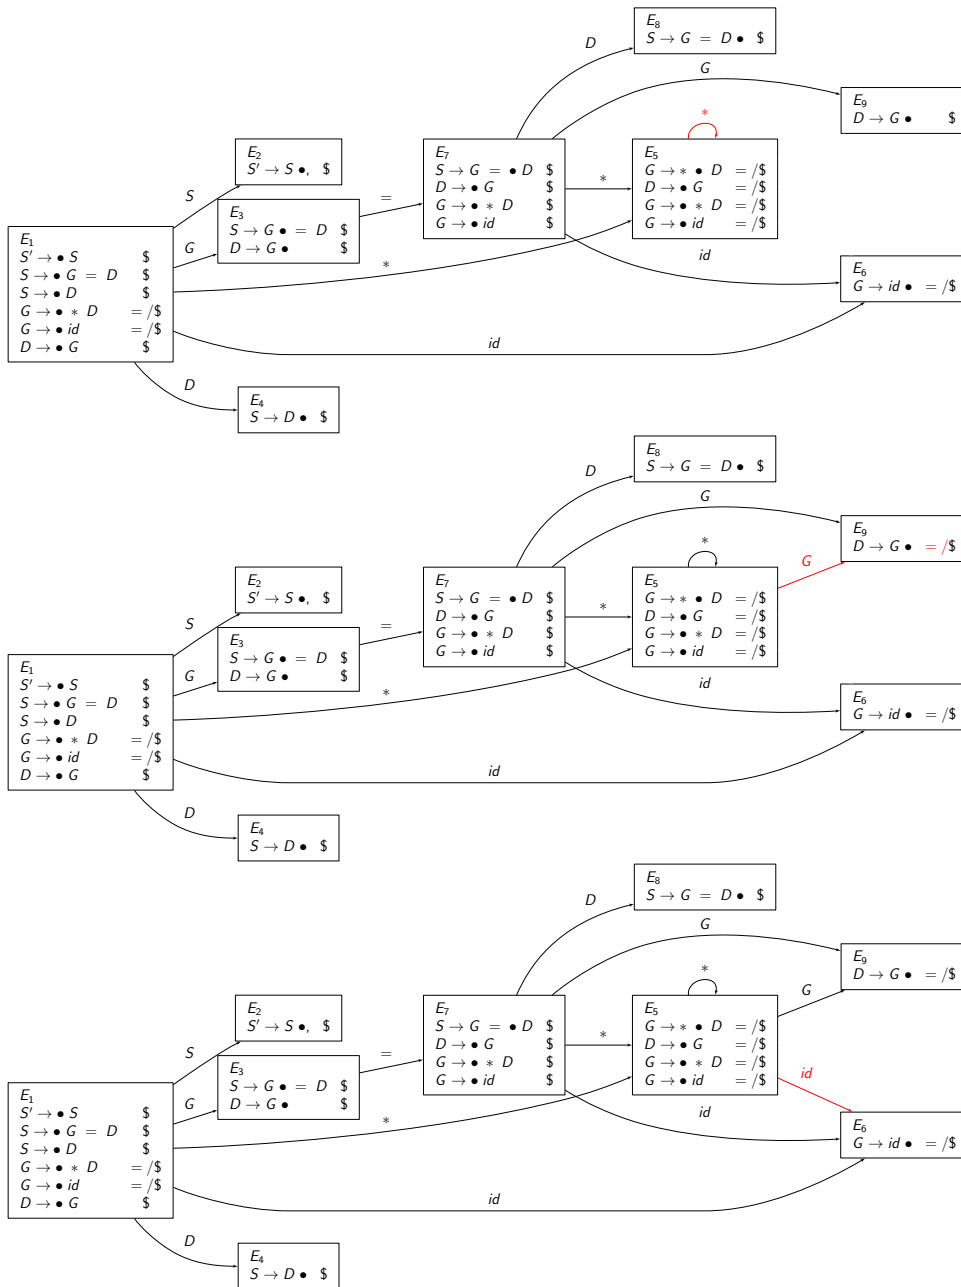 E₈
S → G = D • $
D
G
E₉
D → G • $
*
E₂
S′ → S •, $
E₇
S → G = • D $
D → • G $
G → • * D $
G → • id $
E₅
G → * • D = /$
D → • G = /$
G → • * D = /$
G → • id = /$
S
=
*
E₃
S → G • = D $
D → G • $
E₁
S′ → • S $
S → • G = D $
S → • D $
G → • * D = /$
G → • id = /$
D → • G $
G
*
id
E₆
G → id • = /$
id
D
E₄
S → D • $
E₈
S → G = D • $
D
G
E₉
D → G • = /$
*
G
E₂
S′ → S •, $
E₇
S → G = • D $
D → • G $
G → • * D $
G → • id $
E₅
G → * • D = /$
D → • G = /$
G → • * D = /$
G → • id = /$
S
=
*
E₃
S → G • = D $
D → G • $
E₁
S′ → • S $
S → • G = D $
S → • D $
G → • * D = /$
G → • id = /$
D → • G $
G
*
id
E₆
G → id • = /$
id
D
E₄
S → D • $
E₈
S → G = D • $
D
G
E₉
D → G • = /$
*
G
E₂
S′ → S •, $
E₇
S → G = • D $
D → • G $
G → • * D $
G → • id $
E₅
G → * • D = /$
D → • G = /$
G → • * D = /$
G → • id = /$
S
=
*
E₃
S → G • = D $
D → G • $
id
E₁
S′ → • S $
S → • G = D $
S → • D $
G → • * D = /$
G → • id = /$
D → • G $
G
*
id
E₆
G → id • = /$
id
D
E₄
S → D • $